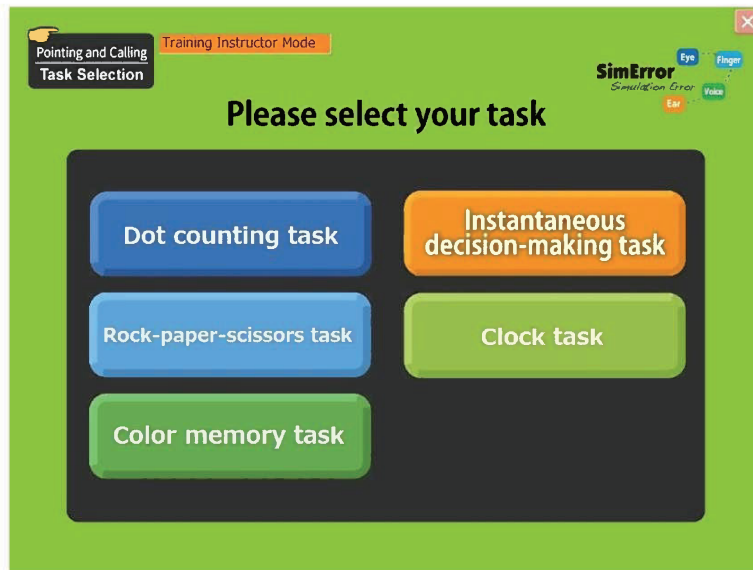 Pointing and Calling
Task Selection
Training Instructor Mode
SimError
Simulation Error
Eye
Finger
Voice
Ear
Please select your task
Dot counting task
Instantaneous
decision-making task
Rock-paper-scissors task
Clock task
Color memory task